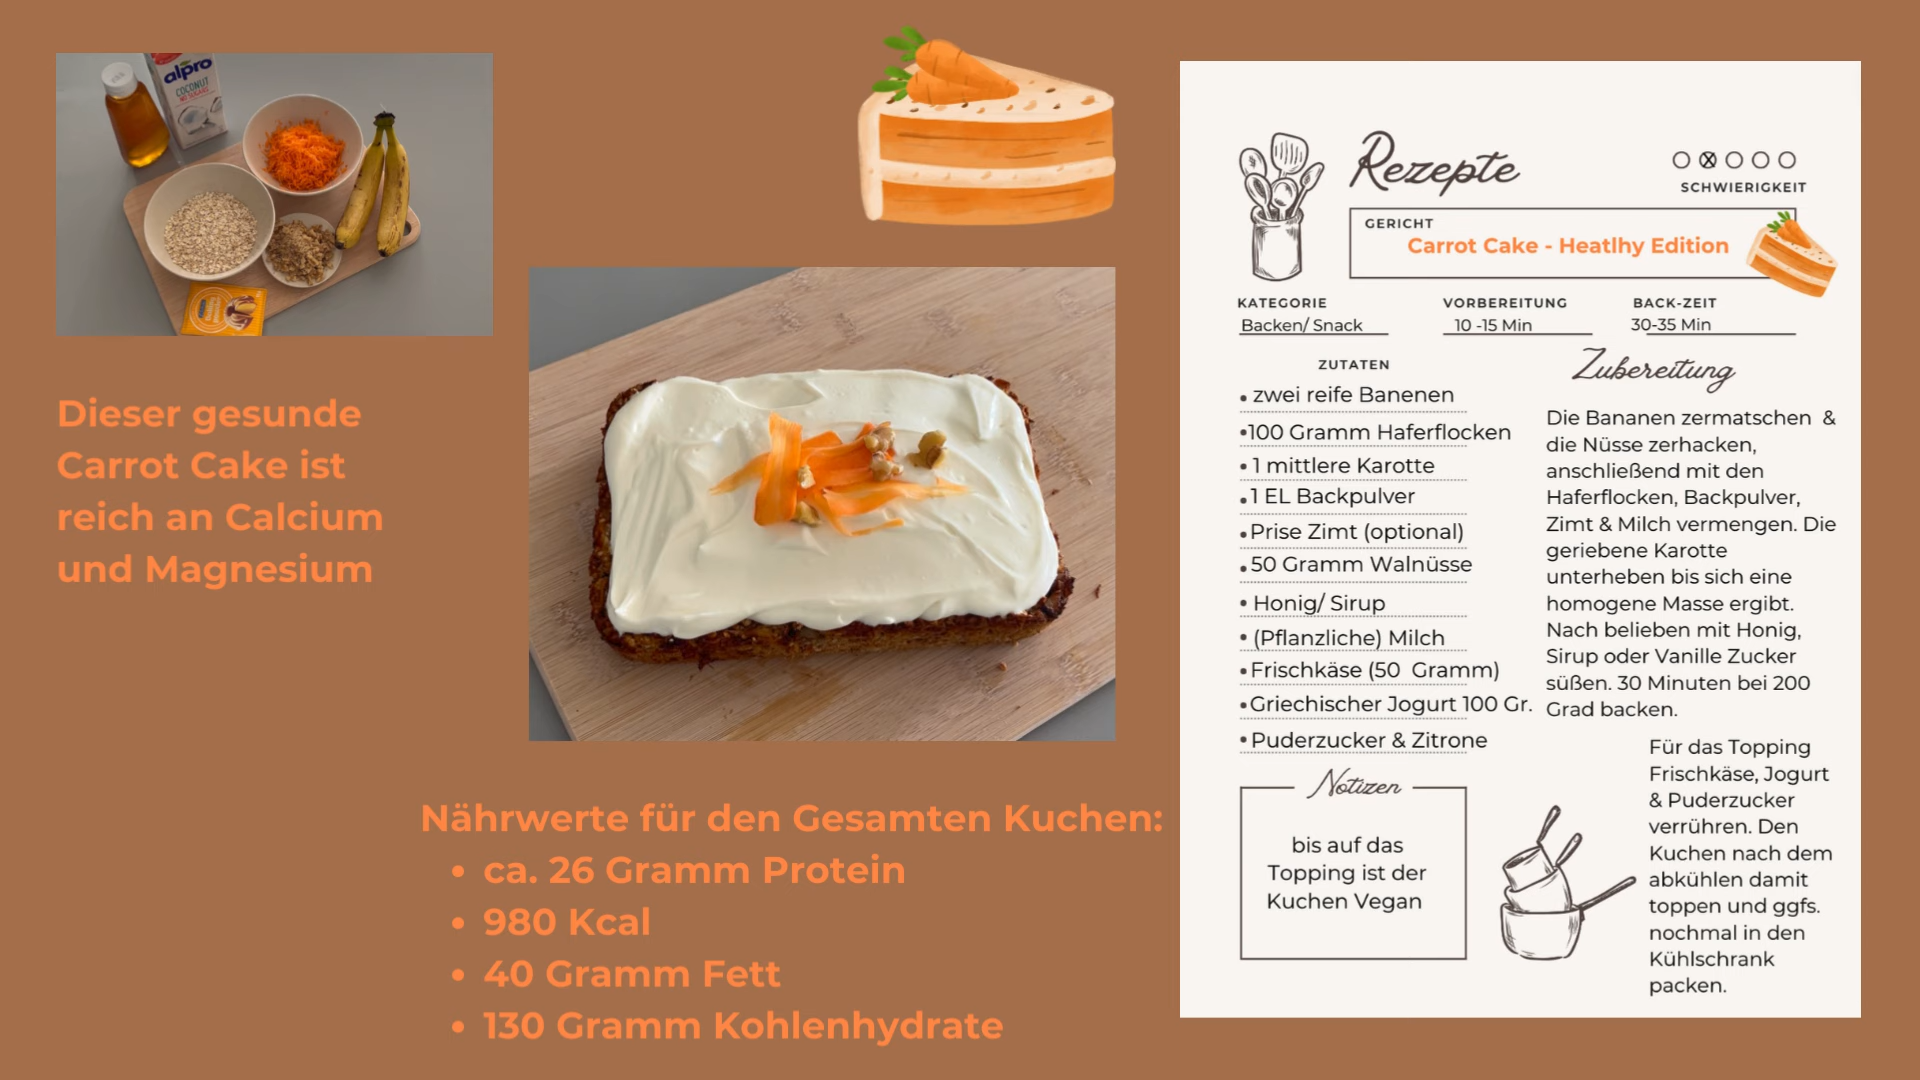 alpro
COCONUT
NO SUGARS
Dieser gesunde
Carrot Cake ist
reich an Calcium
und Magnesium
Nährwerte für den Gesamten Kuchen:
• ca. 26 Gramm Protein
• 980 Kcal
• 40 Gramm Fett
• 130 Gramm Kohlenhydrate
Rezepte
SCHWIERIGKEIT
GERICHT
Carrot Cake - Heatlhy Edition
KATEGORIE
Backen/ Snack
VORBEREITUNG
10 -15 Min
BACK-ZEIT
30-35 Min
ZUTATEN
• zwei reife Banenen
•100 Gramm Haferflocken
• 1 mittlere Karotte
• 1 EL Backpulver
• Prise Zimt (optional)
• 50 Gramm Walnüsse
• Honig/ Sirup
• (Pflanzliche) Milch
• Frischkäse (50 Gramm)
• Griechischer Jogurt 100 Gr.
• Puderzucker & Zitrone
Notizen
bis auf das
Topping ist der
Kuchen Vegan
Zubereitung
Die Bananen zermatschen &
die Nüsse zerhacken,
anschließend mit den
Haferflocken, Backpulver,
Zimt & Milch vermengen. Die
geriebene Karotte
unterheben bis sich eine
homogene Masse ergibt.
Nach belieben mit Honig,
Sirup oder Vanille Zucker
süßen. 30 Minuten bei 200
Grad backen.
Für das Topping
Frischkäse, Jogurt
& Puderzucker
verrühren. Den
Kuchen nach dem
abkühlen damit
toppen und ggfs.
nochmal in den
Kühlschrank
packen.